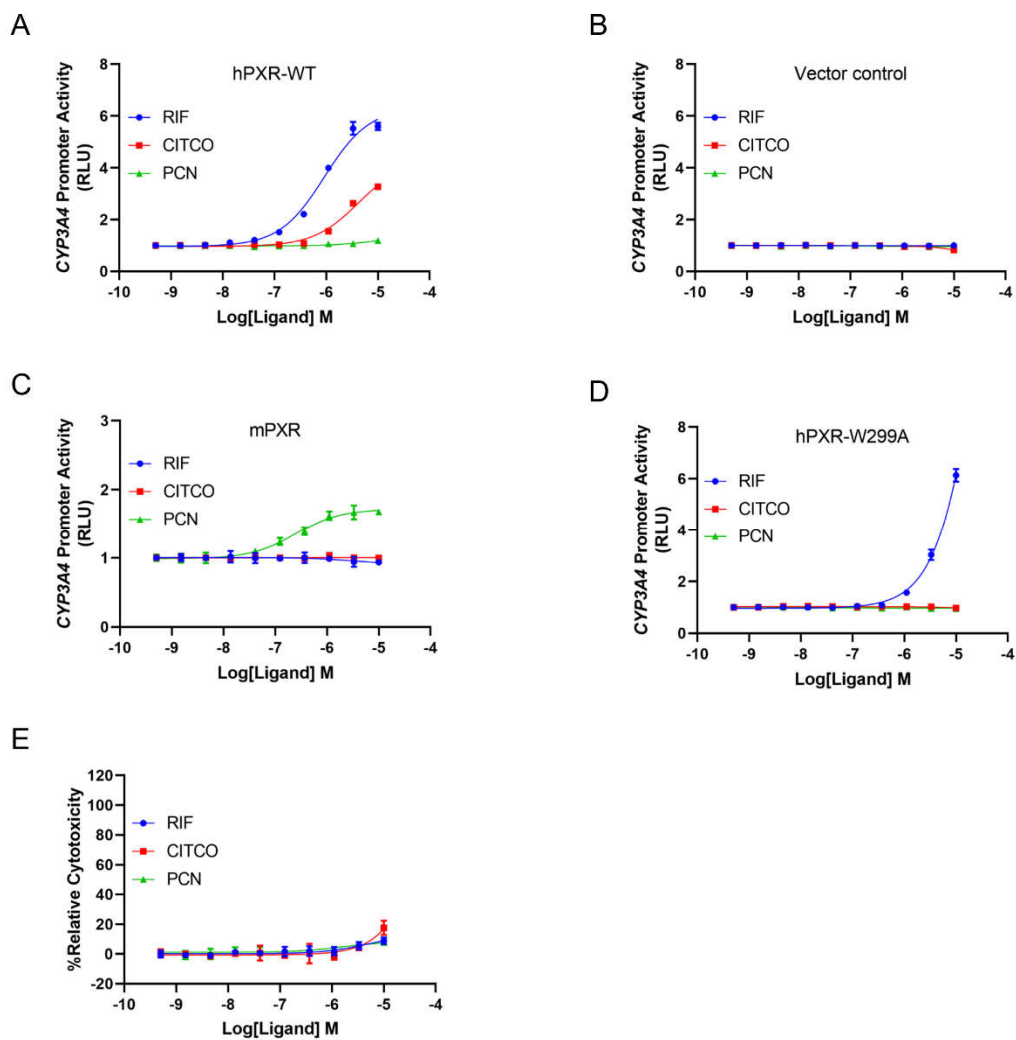 A
hPXR-WT
CYP3A4 Promoter Activity
(RLU)
8
6
4
2
0
RIF
CITCO
PCN
-10 -9 -8 -7 -6 -5 -4
Log[Ligand] M
B
Vector control
CYP3A4 Promoter Activity
(RLU)
8
6
4
2
0
RIF
CITCO
PCN
-10 -9 -8 -7 -6 -5 -4
Log[Ligand] M
C
mPXR
CYP3A4 Promoter Activity
(RLU)
3
2
1
0
RIF
CITCO
PCN
-10 -9 -8 -7 -6 -5 -4
Log[Ligand] M
D
hPXR-W299A
CYP3A4 Promoter Activity
(RLU)
8
6
4
2
0
RIF
CITCO
PCN
-10 -9 -8 -7 -6 -5 -4
Log[Ligand] M
E
%Relative Cytotoxicity
120
100
80
60
40
20
0
-20
RIF
CITCO
PCN
-10 -9 -8 -7 -6 -5 -4
Log[Ligand] M